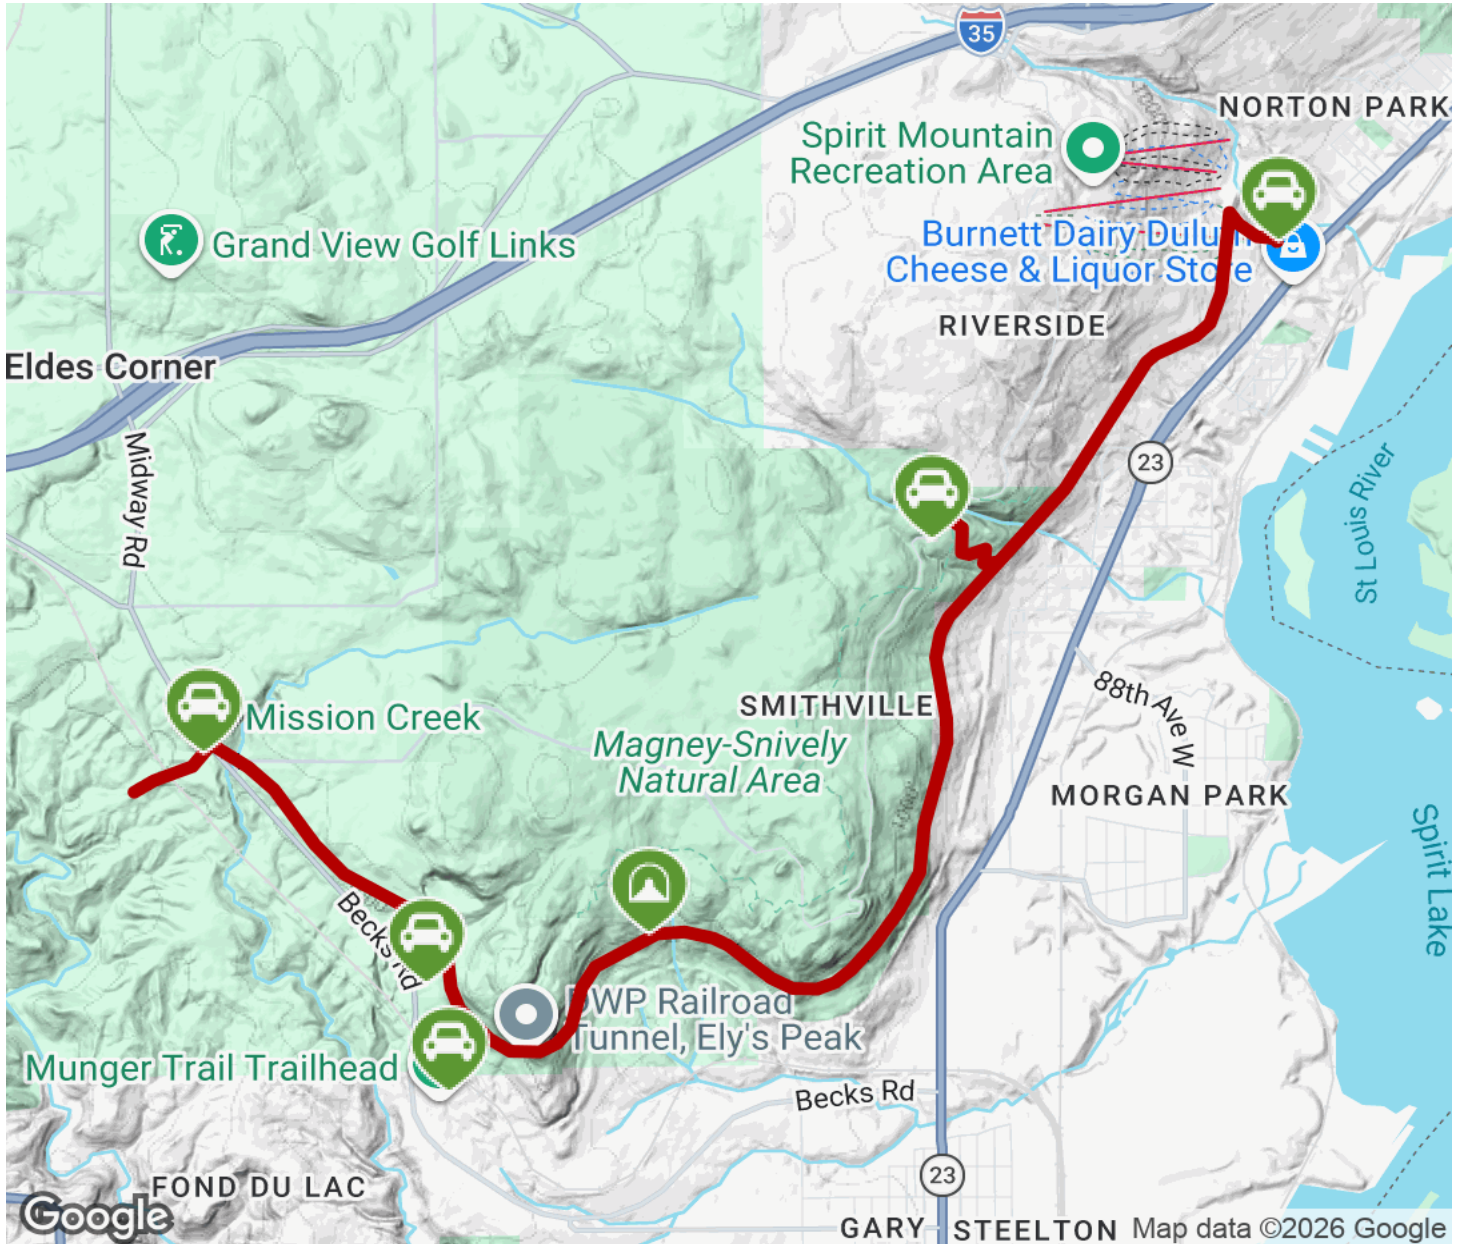 35
NORTON PARK
Spirit Mountain
Recreation Area
Grand View Golf Links
Burnett Dairy Duluth
Cheese & Liquor Store
RIVERSIDE
Eldes Corner
Midway Rd
23
St Louis River
Mission Creek
SMITHVILLE
Magney-Snively
Natural Area
88th Ave W
MORGAN PARK
Spirit Lake
Becks Rd
DWP Railroad
Tunnel, Ely's Peak
Munger Trail Trailhead
Becks Rd
23
FOND DU LAC
Google
GARY
STEELTON
Map data ©2026 Google